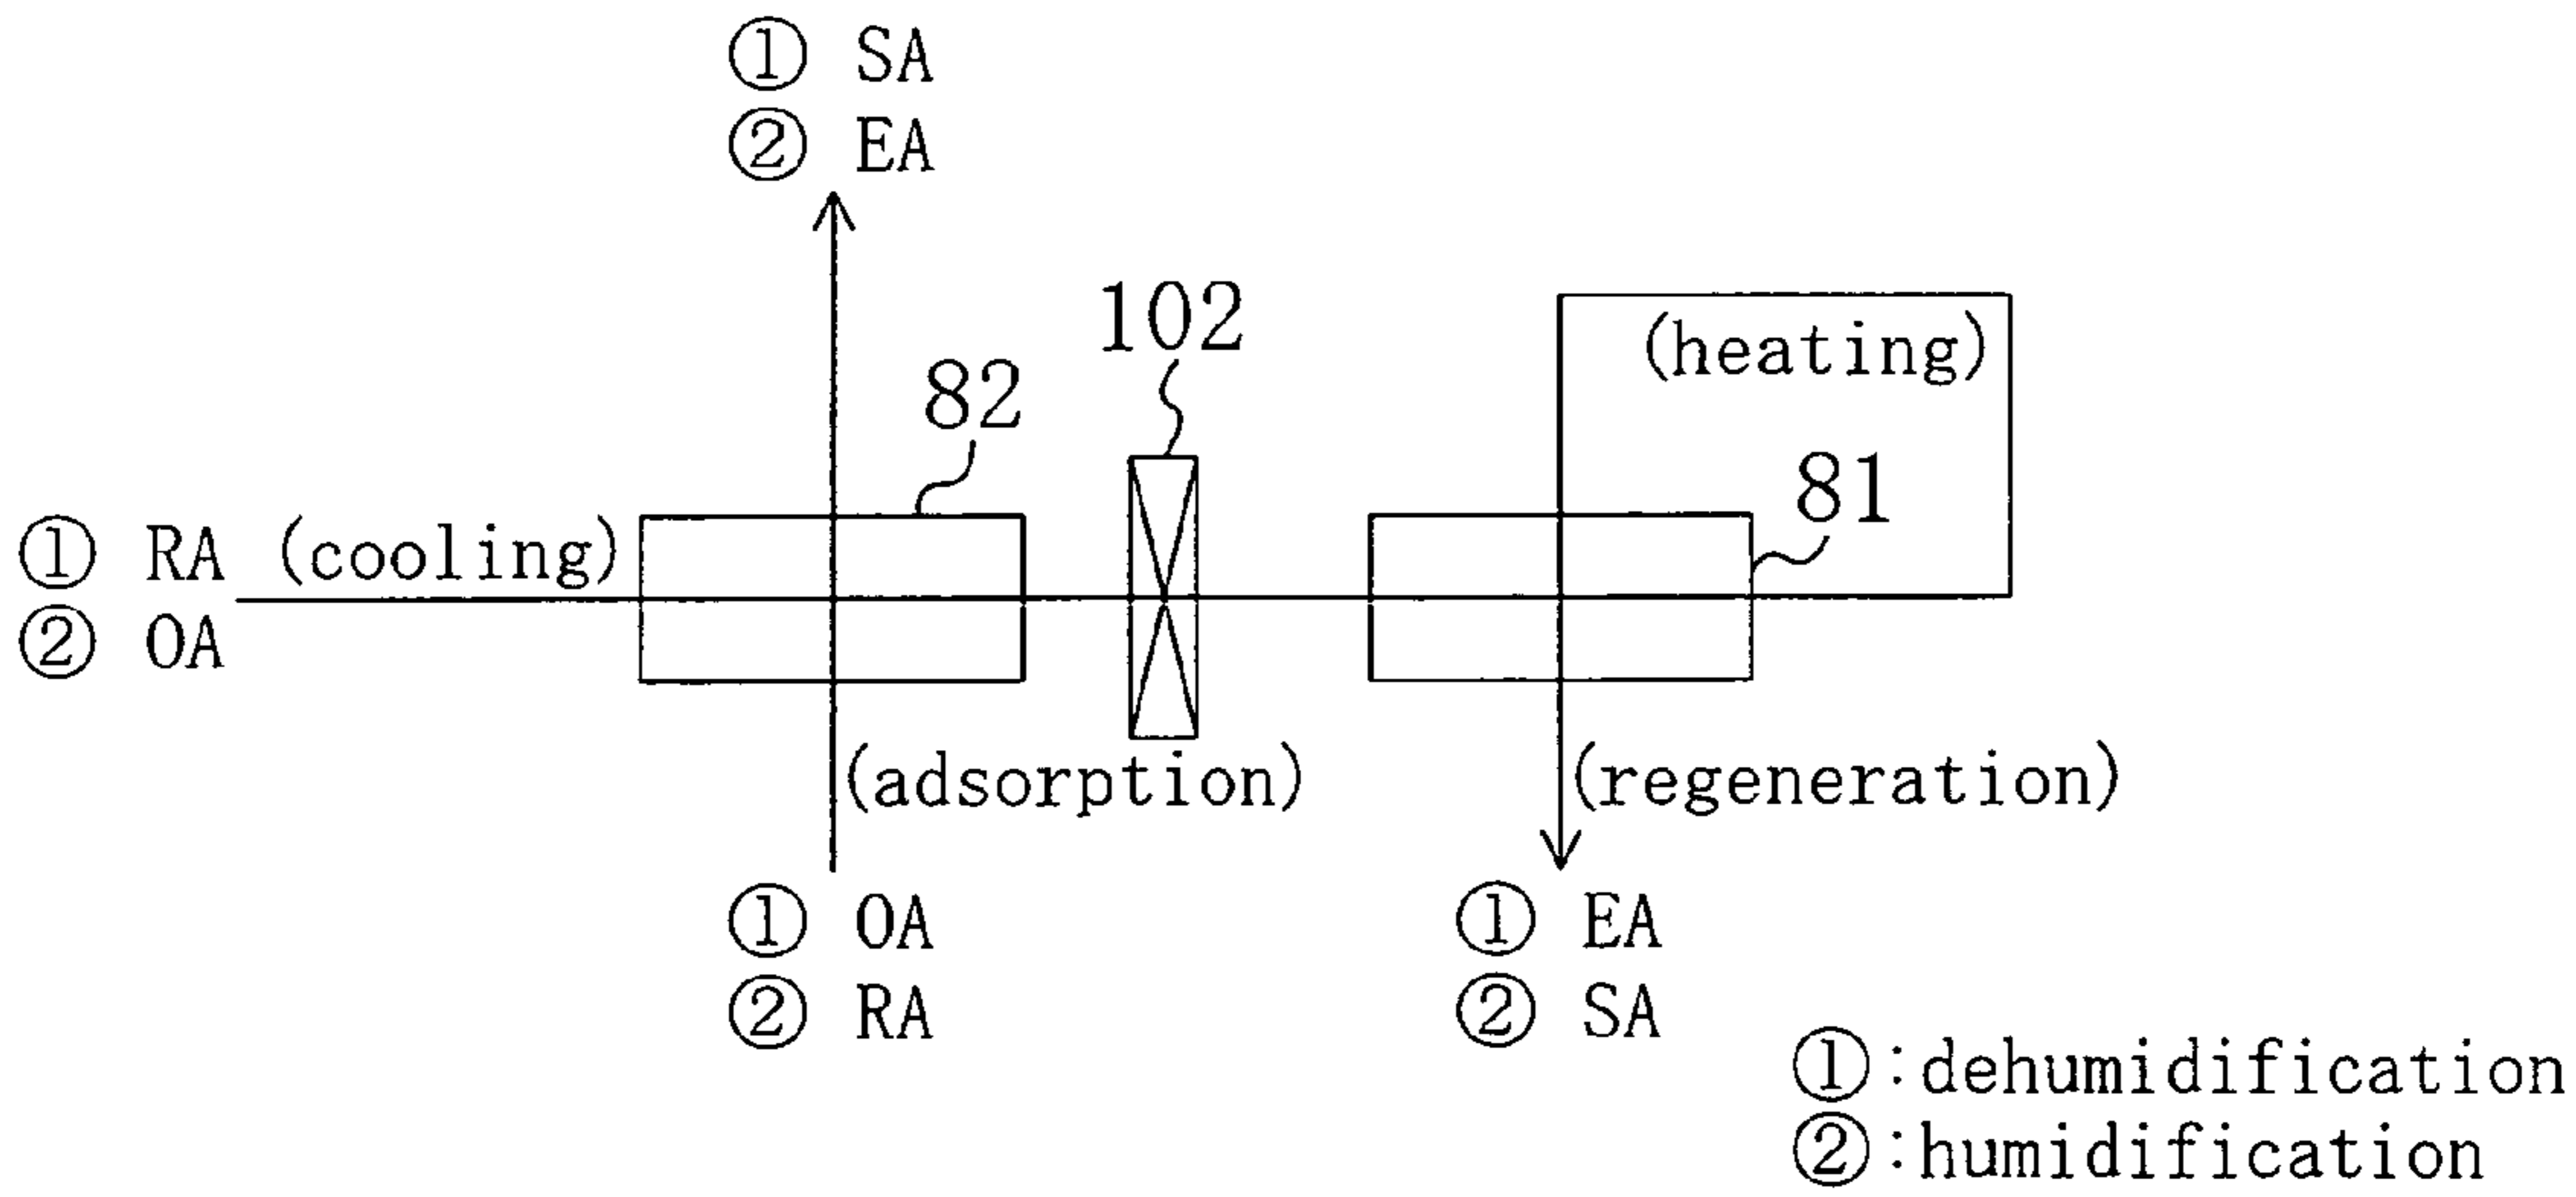 ① SA
② EA
102
(heating)
82
81
① RA (cooling)
② OA
(adsorption)
(regeneration)
① OA
② RA
① EA
② SA
①:dehumidification
②:humidification